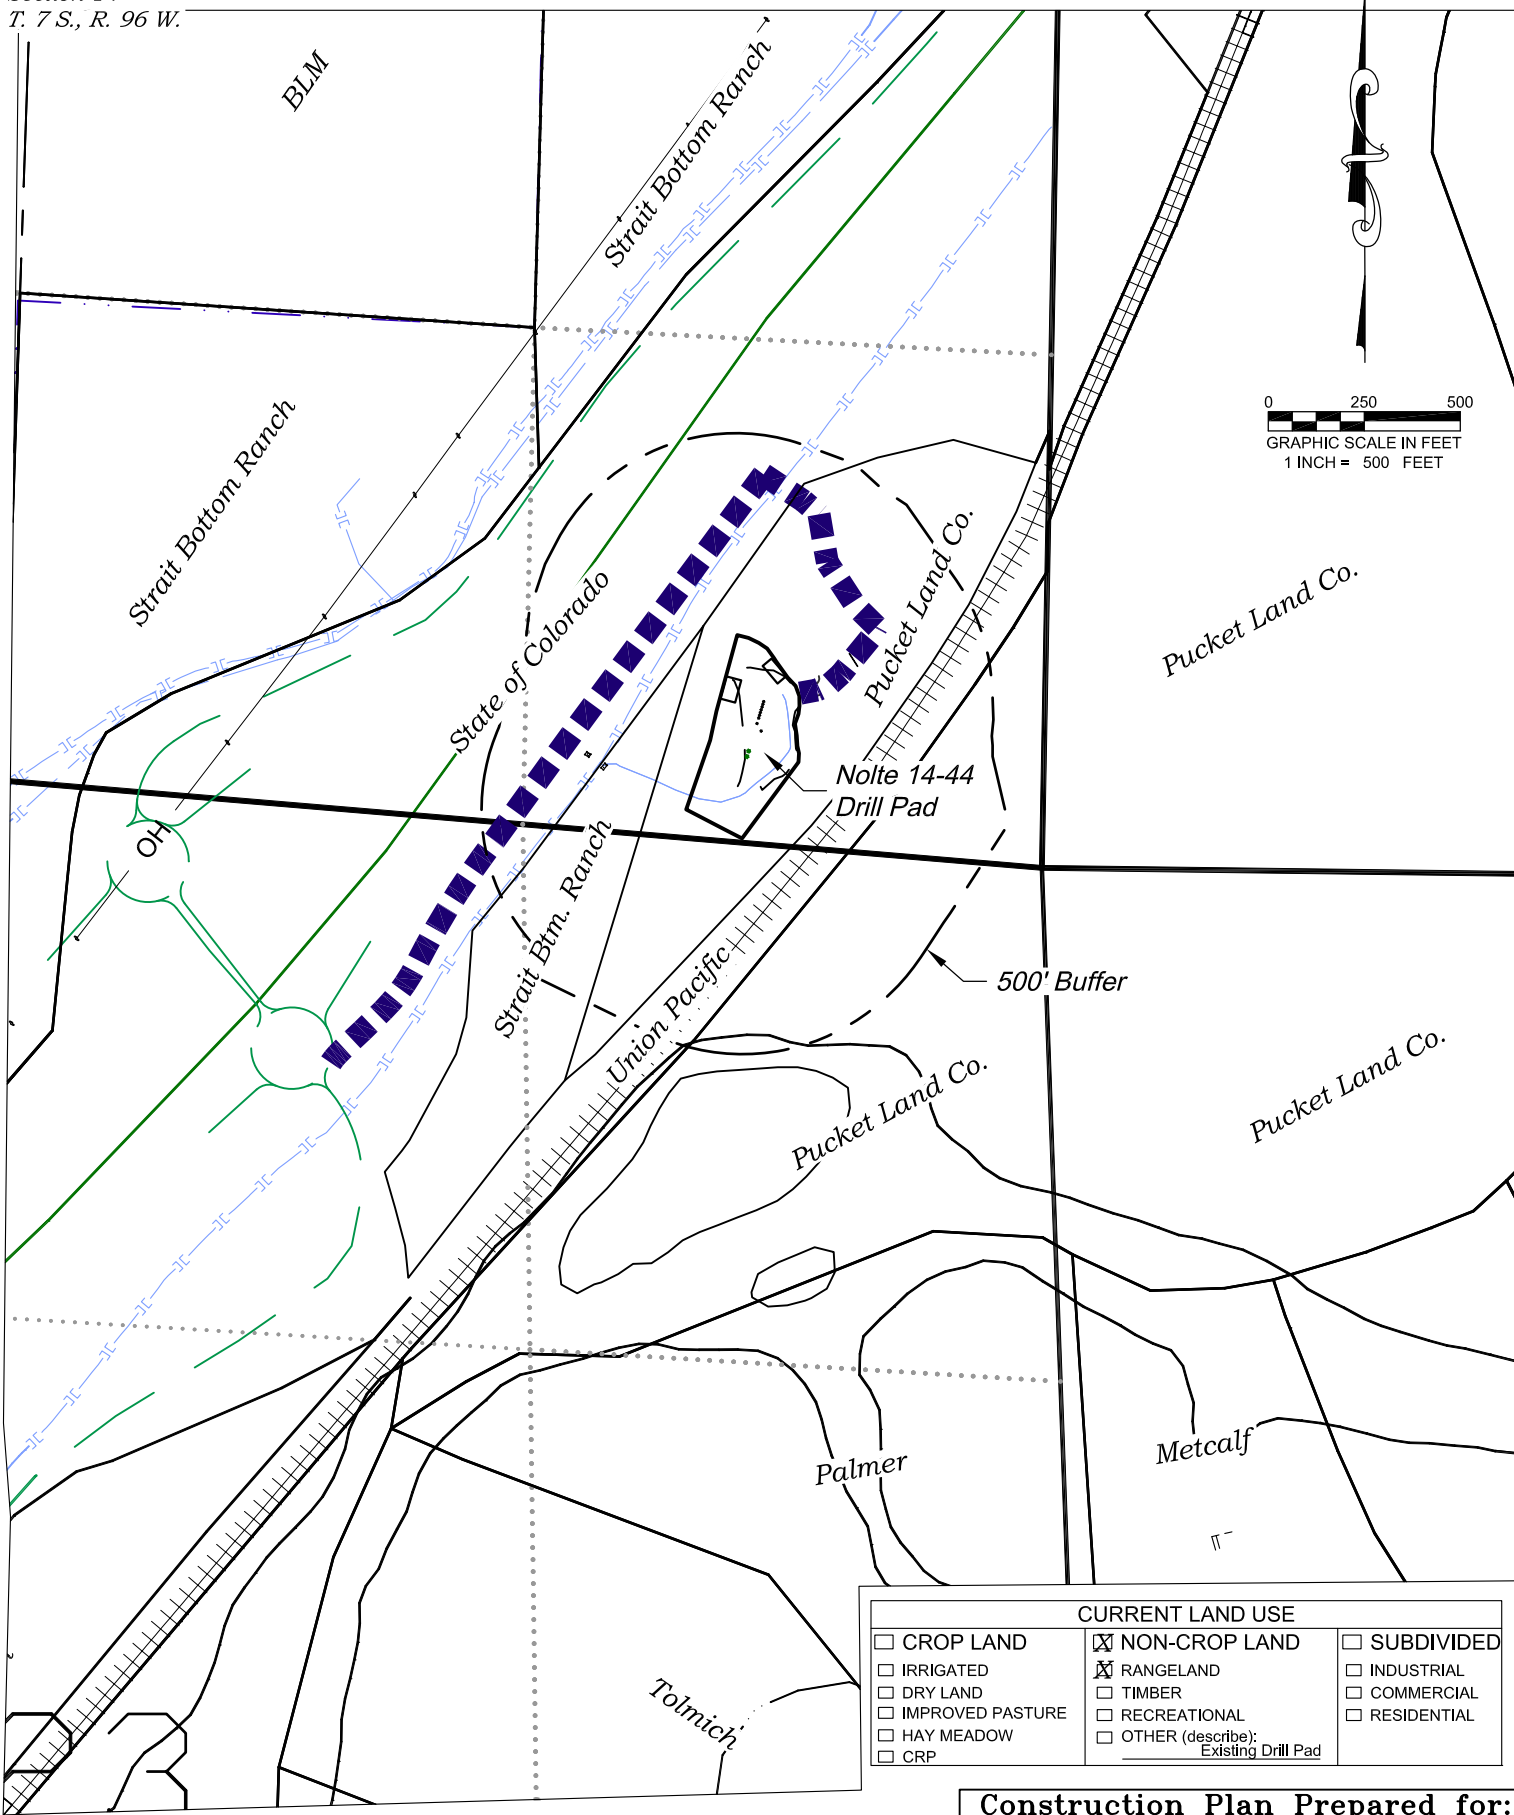 T. 7 S., R. 96 W.
BLM
Strait Bottom Ranch
Strait Bottom Ranch
0 250 500
GRAPHIC SCALE IN FEET
1 INCH = 500 FEET
State of Colorado
Pucket Land Co.
Pucket Land Co.
Nolte 14-44
Drill Pad
OH
Strait Btm. Ranch
Union Pacific
500' Buffer
Pucket Land Co.
Pucket Land Co.
Palmer
Metcalf
Tolmich
CURRENT LAND USE
CROP LAND
IRRIGATED
DRY LAND
IMPROVED PASTURE
HAY MEADOW
CRP
X NON-CROP LAND
X RANGELAND
TIMBER
RECREATIONAL
OTHER (describe):
Existing Drill Pad
SUBDIVIDED
INDUSTRIAL
COMMERCIAL
RESIDENTIAL
Construction Plan Prepared for: